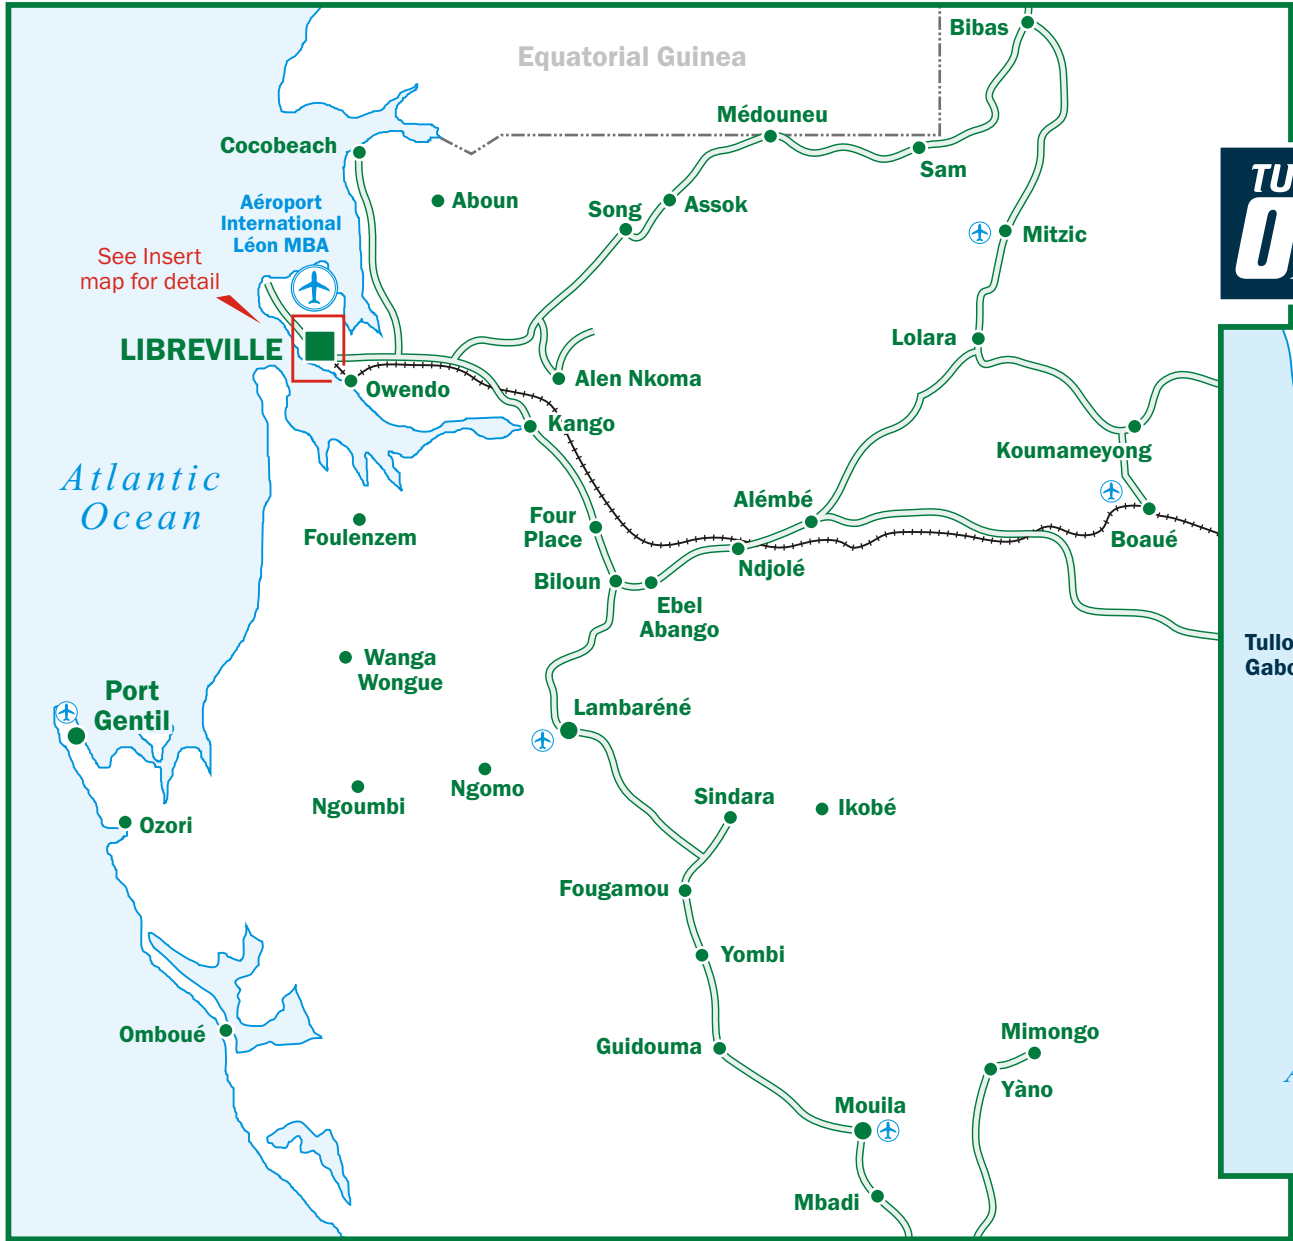 Equatorial Guinea
Bibas
Médouneu
Cocobeach
Sam
Aboun
Assok
Song
Aéroport
International
Léon MBA
Mitzic
See Insert
map for detail
LIBREVILLE
Lolara
Owendo
Alen Nkoma
Kango
Koumameyong
Atlantic
Ocean
Alémbé
Four
Place
Foulenzem
Boaué
Ndjolé
Biloun
Ebel
Abango
Wanga
Wongue
Port
Gentil
Lambaréné
Ngomo
Ngoumbi
Sindara
Ikobé
Ozori
Fougamou
Yombi
Omboué
Guidouma
Mimongo
Yàno
Mouila
Mbadi